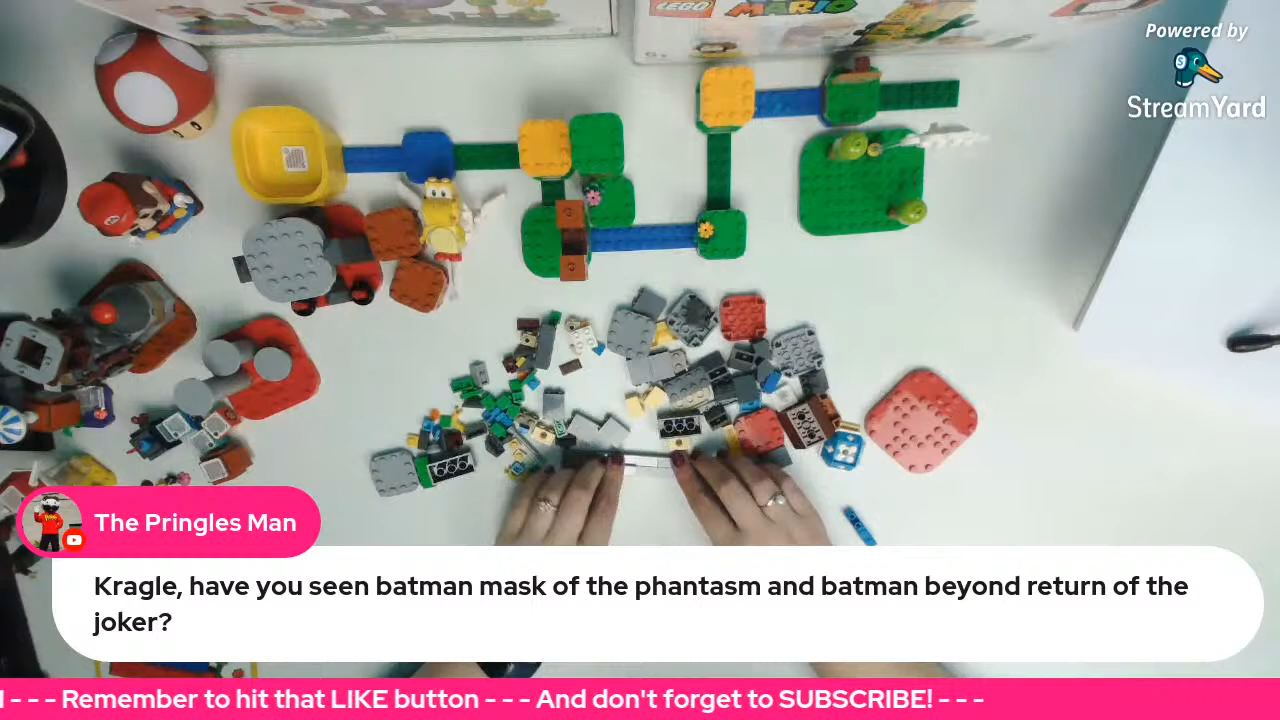 LEGO
MARIO
Powered by
StreamYard
The Pringles Man
Kragle, have you seen batman mask of the phantasm and batman beyond return of the
joker?
- - - Remember to hit that LIKE button - - - And don't forget to SUBSCRIBE! - - -